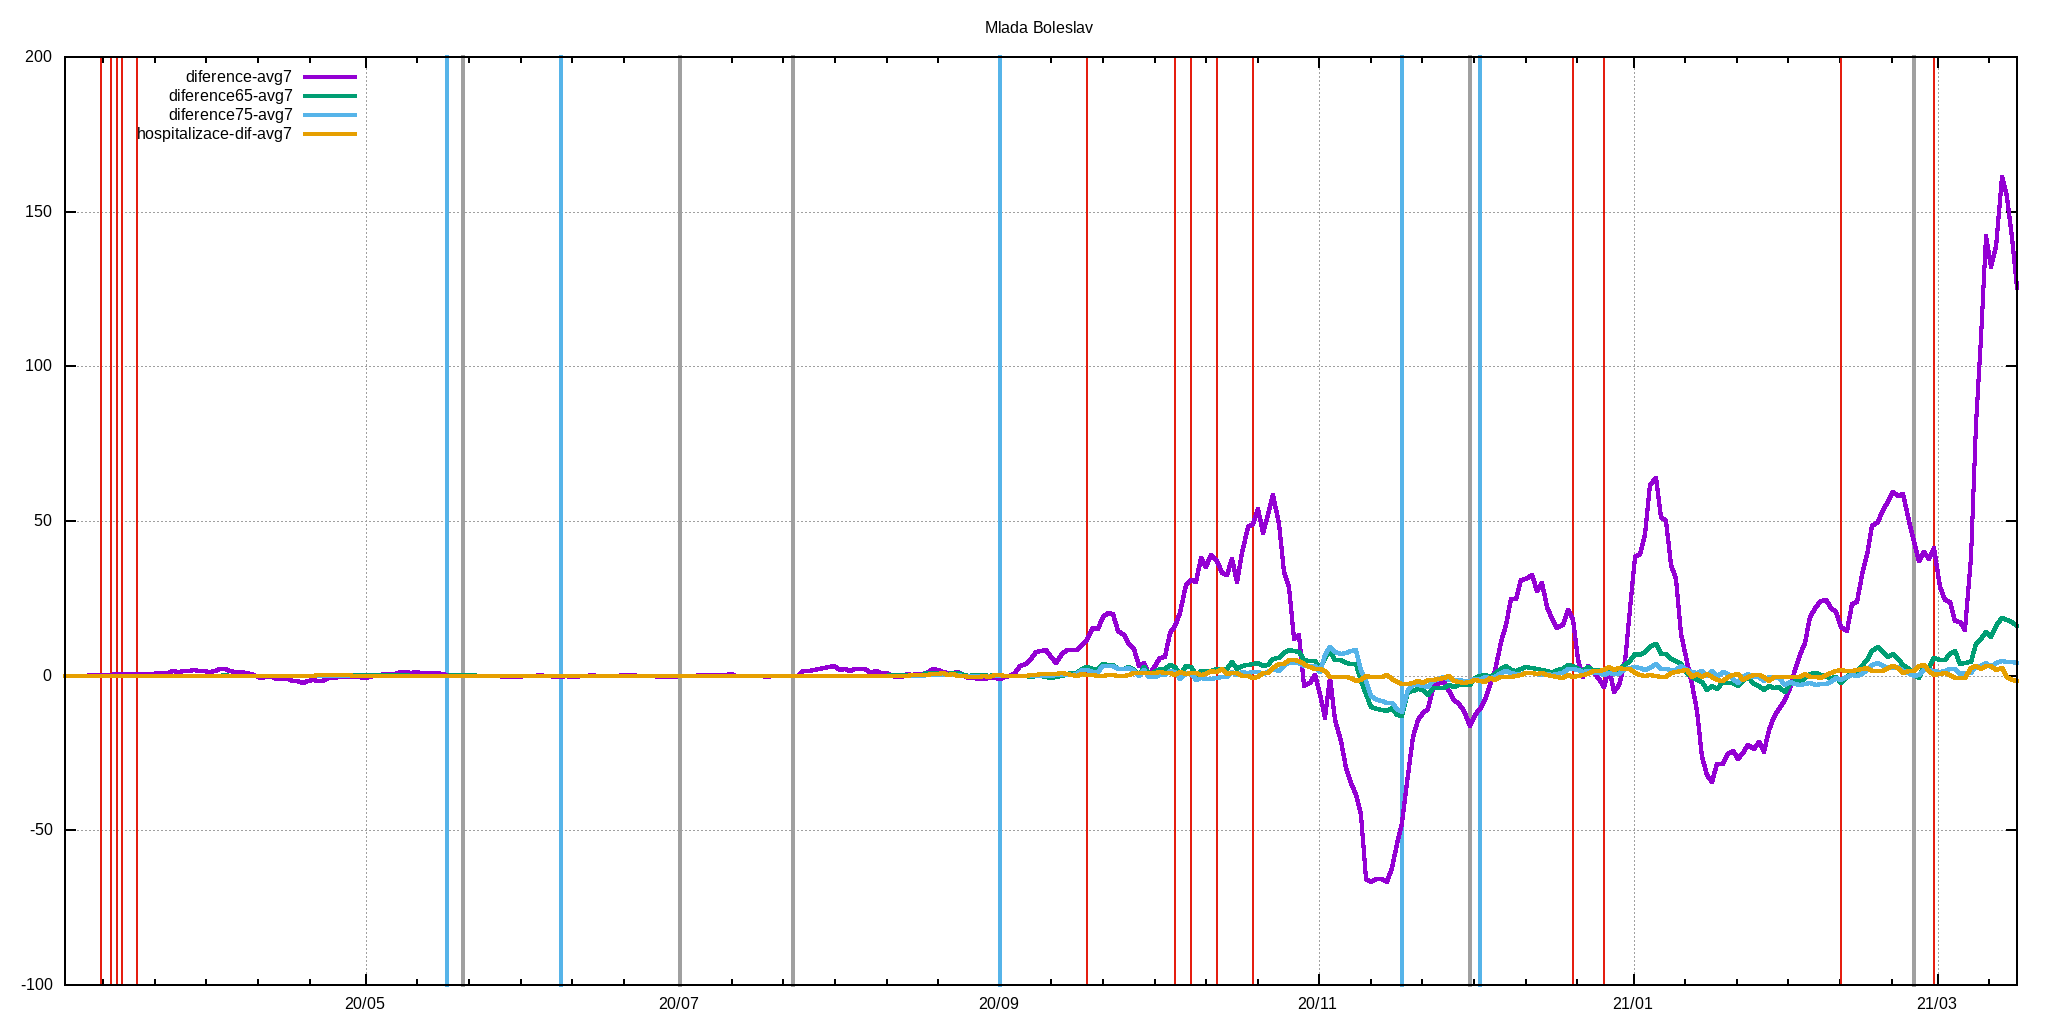 Mlada Boleslav
200
150
100
50
0
-50
-100
diference-avg7
diference65-avg7
diference75-avg7
hospitalizace-dif-avg7
20/05
20/07
20/09
20/11
21/01
21/03